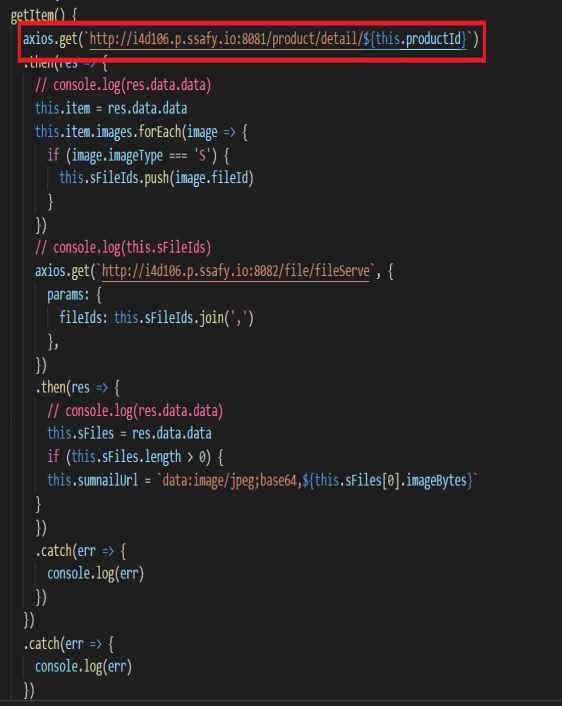 getItem() {
axios.get(`http://i4d106.p.ssafy.io:8081/product/detail/${this.productId}`)
.then(res => {
// console.log(res.data.data)
this.item = res.data.data
this.item.images.forEach(image => {
if (image.imageType === 'S') {
this.sFileIds.push(image.fileId)
}
})
// console.log(this.sFileIds)
axios.get(`http://i4d106.p.ssafy.io:8082/file/fileServe`, {
params: {
fileIds: this.sFileIds.join(',')
},
})
.then(res => {
// console.log(res.data.data)
this.sFiles = res.data.data
if (this.sFiles.length > 0) {
this.sumnailUrl = `data:image/jpeg;base64,${this.sFiles[0].imageBytes}`
}
})
.catch(err => {
console.log(err)
})
})
.catch(err => {
console.log(err)
})